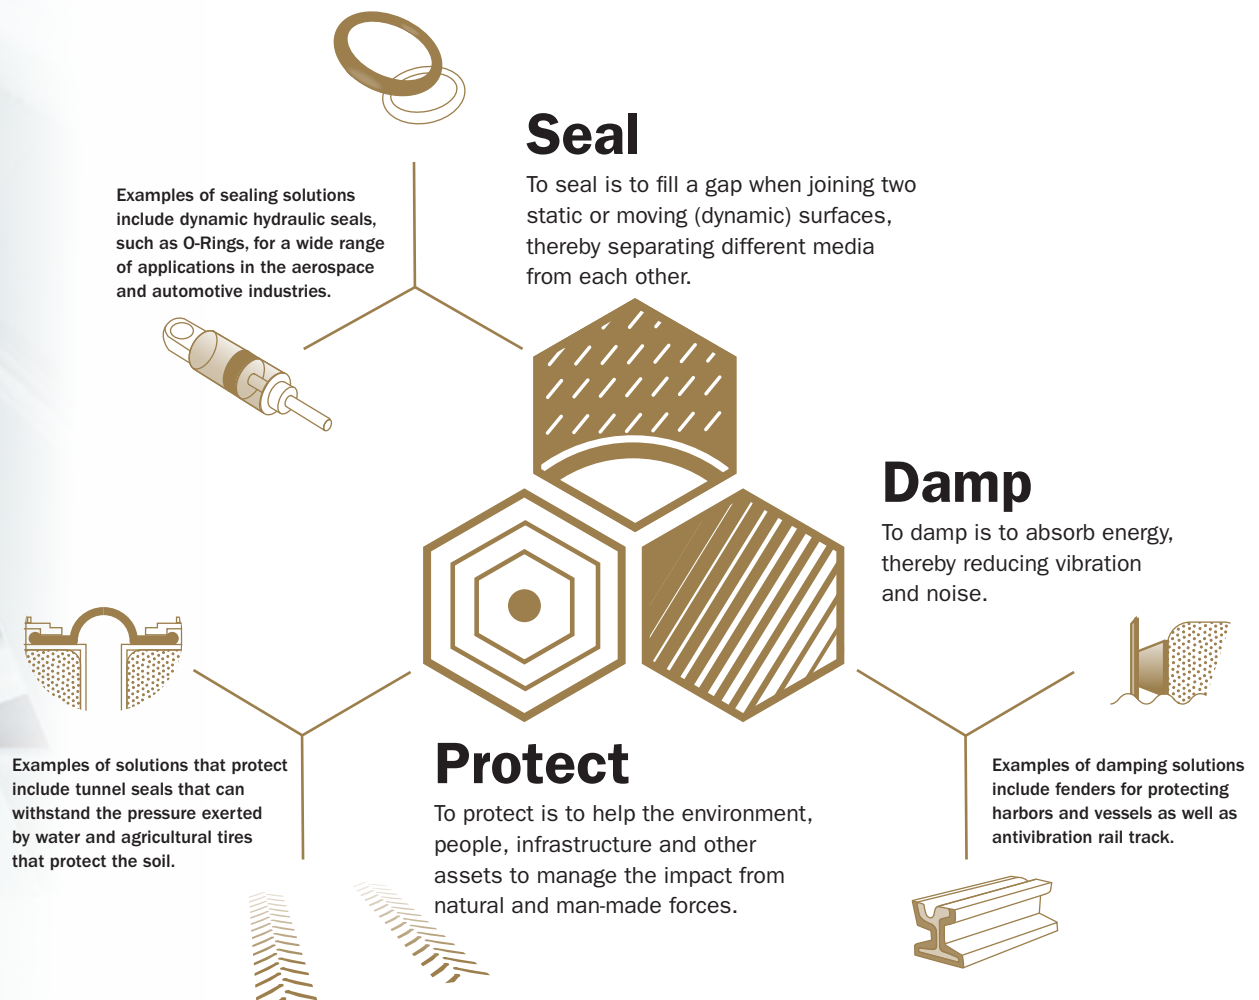 Seal
To seal is to fill a gap when joining two
static or moving (dynamic) surfaces,
thereby separating different media
from each other.
Examples of sealing solutions
include dynamic hydraulic seals,
such as O-Rings, for a wide range
of applications in the aerospace
and automotive industries.
Damp
To damp is to absorb energy,
thereby reducing vibration
and noise.
Examples of damping solutions
include fenders for protecting
harbors and vessels as well as
antivibration rail track.
Protect
To protect is to help the environment,
people, infrastructure and other
assets to manage the impact from
natural and man-made forces.
Examples of solutions that protect
include tunnel seals that can
withstand the pressure exerted
by water and agricultural tires
that protect the soil.